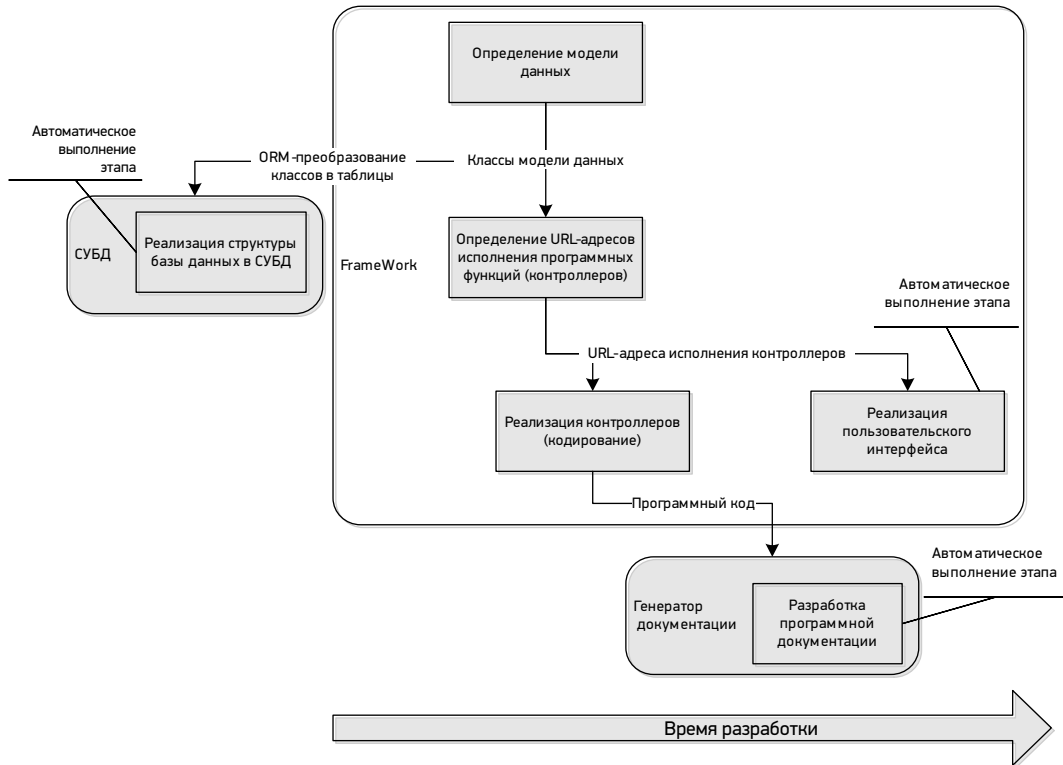 Определение модели
данных
Автоматическое
выполнение
этапа
ORM-преобразование
классов в таблицы
Классы модели данных
СУБД
Реализация структуры
базы данных в СУБД
FrameWork
Определение URL-адресов
исполнения программных
функций (контроллеров)
Автоматическое
выполнение этапа
URL-адреса исполнения контроллеров
Реализация контроллеров
(кодирование)
Реализация
пользовательского
интерфейса
Программный код
Автоматическое
выполнение этапа
Генератор
документации
Разработка
программной
документации
Время разработки